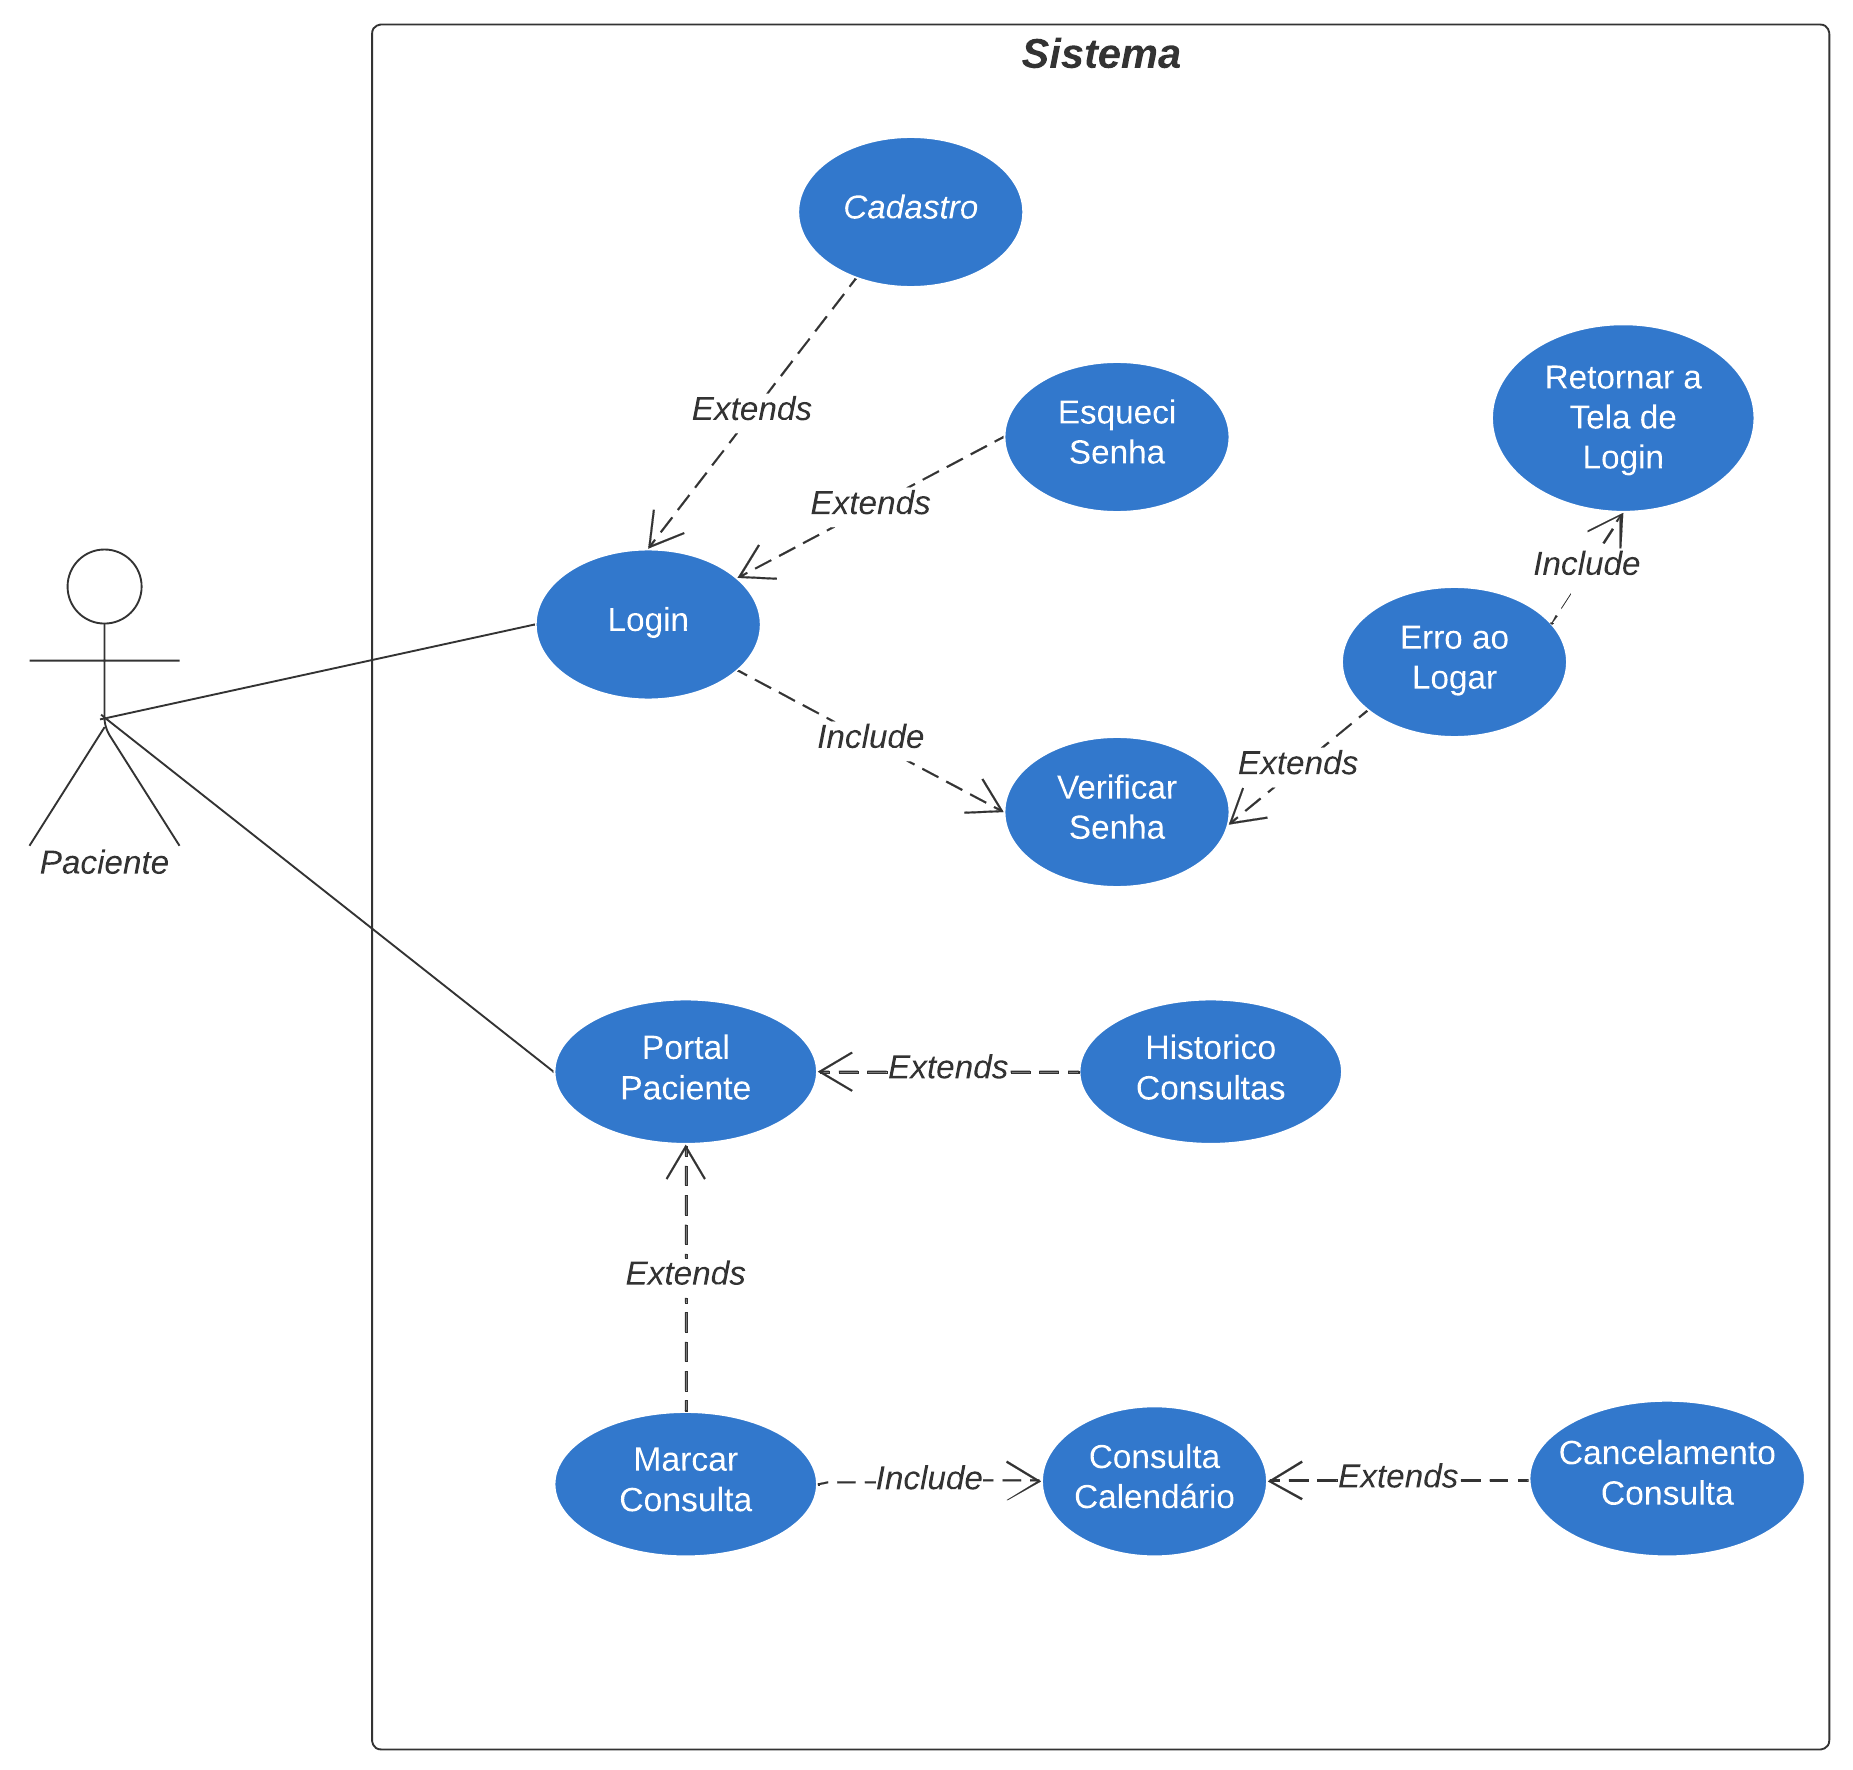 Sistema
Cadastro
Extends
Esqueci
Senha
Extends
Retornar a
Tela de
Login
Include
Login
Erro ao
Logar
Include
Extends
Verificar
Senha
Paciente
Portal
Paciente
Extends
Historico
Consultas
Extends
Marcar
Consulta
Include
Consulta
Calendário
Extends
Cancelamento
Consulta